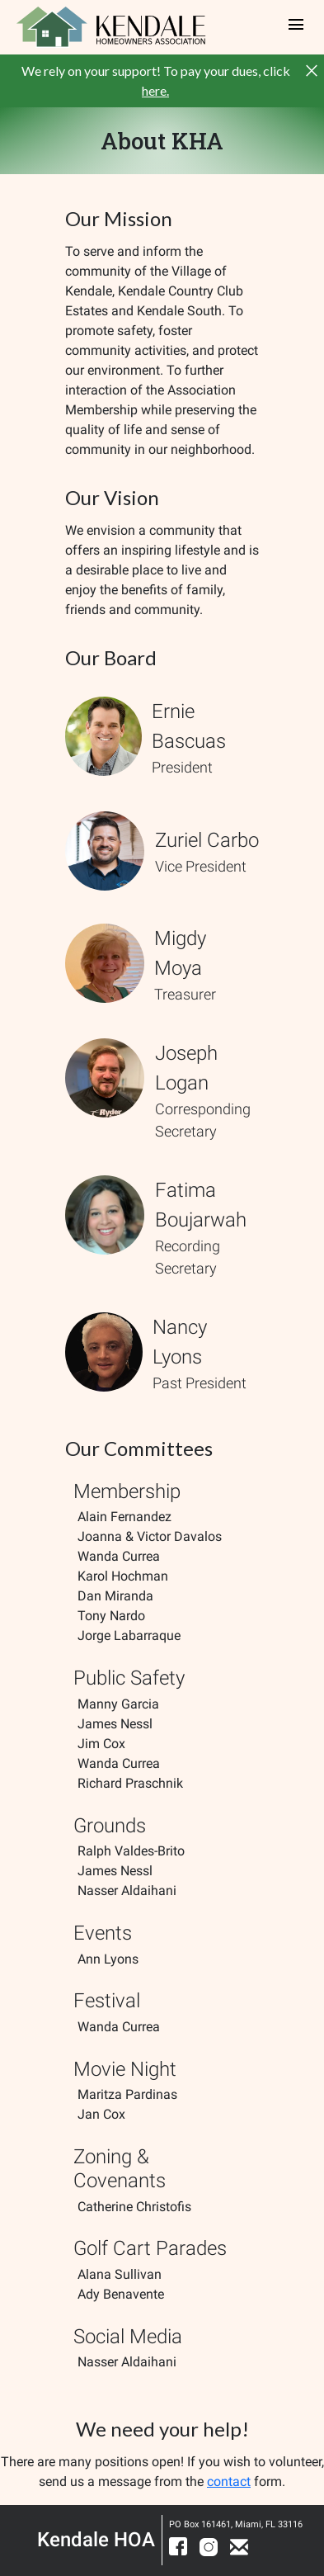 KENDALE
HOMEOWNERS ASSOCIATION
We rely on your support! To pay your dues, click
here.
About KHA
Our Mission
To serve and inform the
community of the Village of
Kendale, Kendale Country Club
Estates and Kendale South. To
promote safety, foster
community activities, and protect
our environment. To further
interaction of the Association
Membership while preserving the
quality of life and sense of
community in our neighborhood.
Our Vision
We envision a community that
offers an inspiring lifestyle and is
a desirable place to live and
enjoy the benefits of family,
friends and community.
Our Board
Ernie
Bascuas
President
Zuriel Carbo
Vice President
Migdy
Moya
Treasurer
Joseph
Logan
Corresponding
Secretary
Ryder
Fatima
Boujarwah
Recording
Secretary
Nancy
Lyons
Past President
Our Committees
Membership
Alain Fernandez
Joanna & Victor Davalos
Wanda Currea
Karol Hochman
Dan Miranda
Tony Nardo
Jorge Labarraque
Public Safety
Manny Garcia
James Nessl
Jim Cox
Wanda Currea
Richard Praschnik
Grounds
Ralph Valdes-Brito
James Nessl
Nasser Aldaihani
Events
Ann Lyons
Festival
Wanda Currea
Movie Night
Maritza Pardinas
Jan Cox
Zoning &
Covenants
Catherine Christofis
Golf Cart Parades
Alana Sullivan
Ady Benavente
Social Media
Nasser Aldaihani
We need your help!
There are many positions open! If you wish to volunteer,
send us a message from the contact form.
Kendale HOA
PO Box 161461, Miami, FL 33116